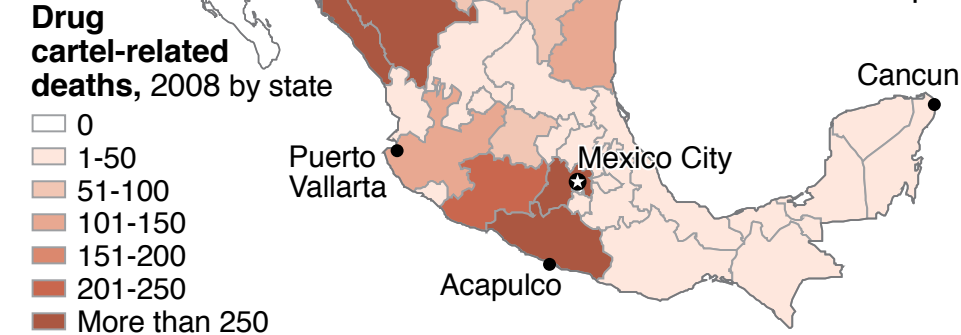 Drug
cartel-related
deaths, 2008 by state
0
1-50
51-100
101-150
151-200
201-250
More than 250
Puerto
Vallarta
Mexico City
Acapulco
Cancun